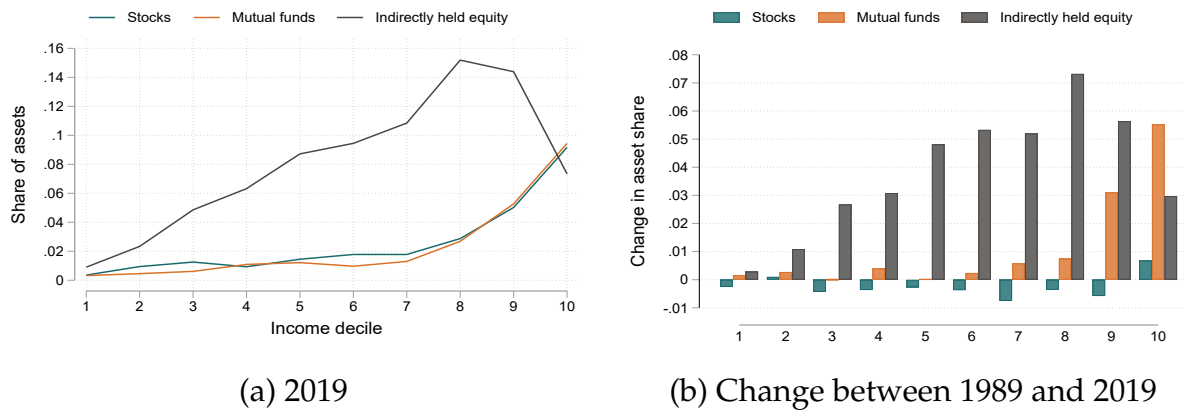 Stocks Mutual funds Indirectly held equity
Share of assets
.16
.14
.12
.1
.08
.06
.04
.02
0
1 2 3 4 5 6 7 8 9 10
Income decile
(a) 2019
Stocks Mutual funds Indirectly held equity
Change in asset share
.08
.07
.06
.05
.04
.03
.02
.01
0
-.01
1 2 3 4 5 6 7 8 9 10
(b) Change between 1989 and 2019